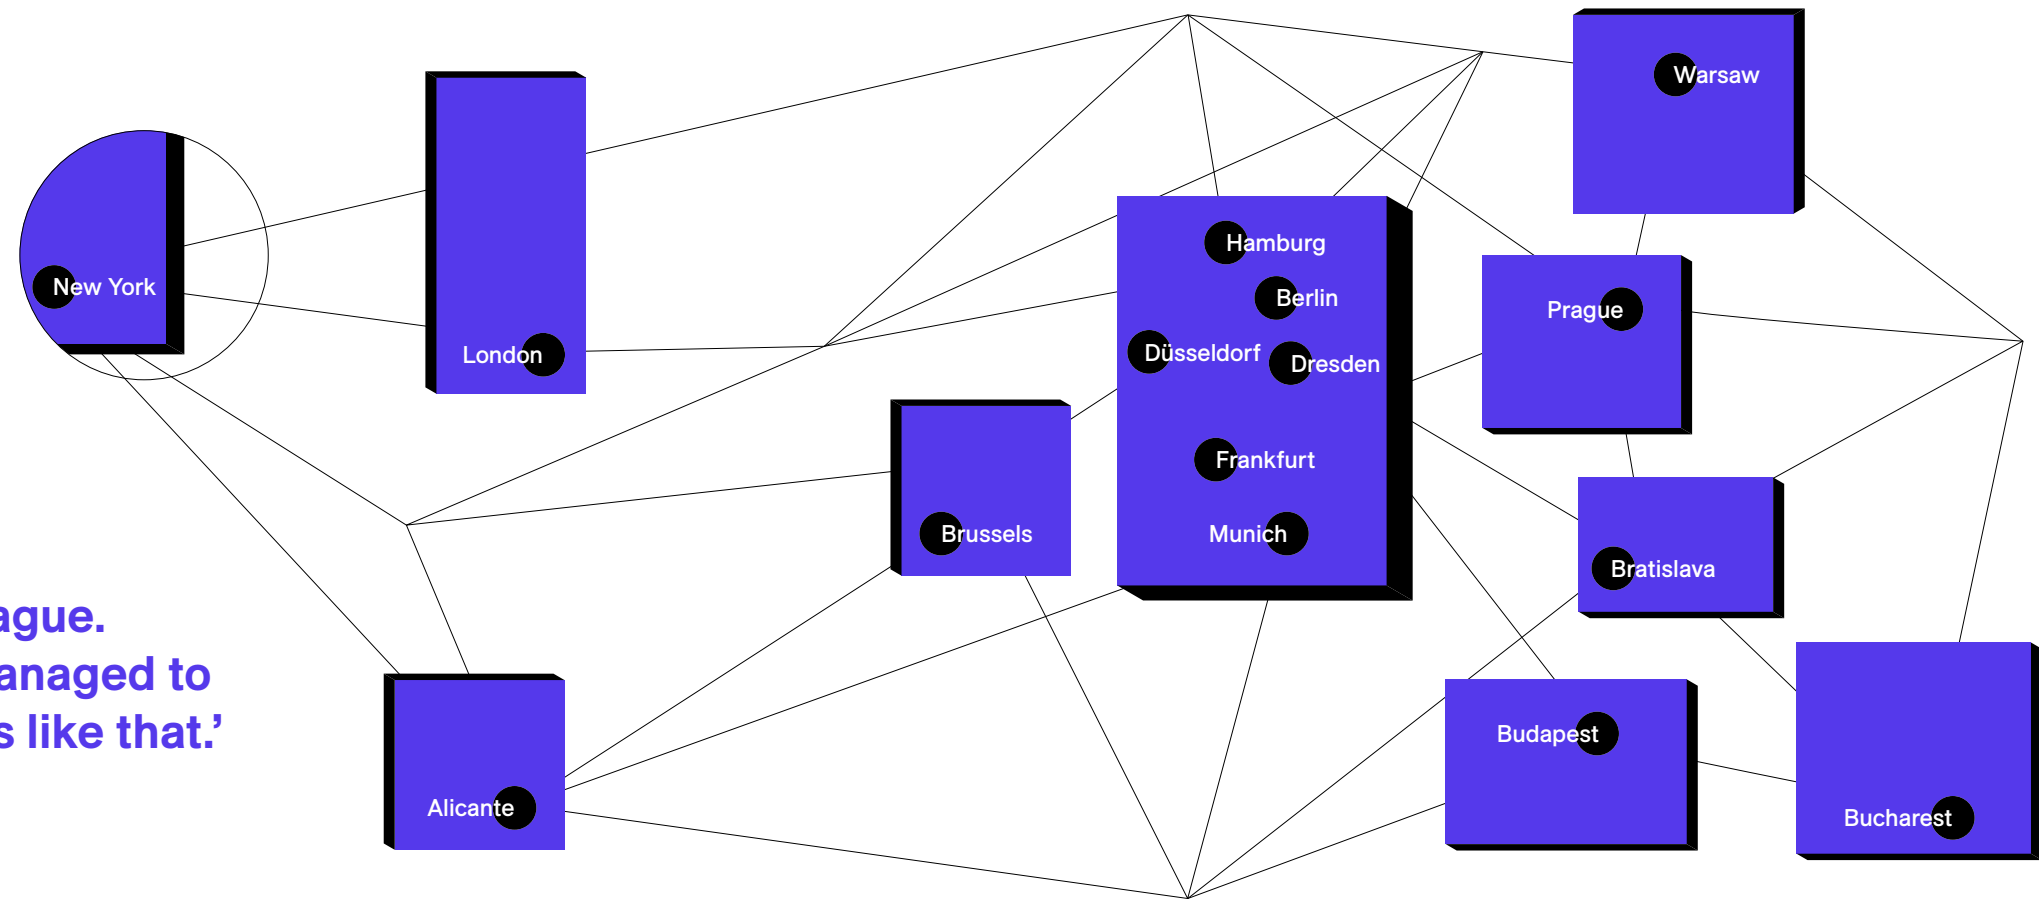 Warsaw
Hamburg
New York
Berlin
Prague
London
Düsseldorf
Dresden
Frankfurt
Brussels
Munich
Bratislava
ague.
anaged to
s like that.’
Budapest
Alicante
Bucharest